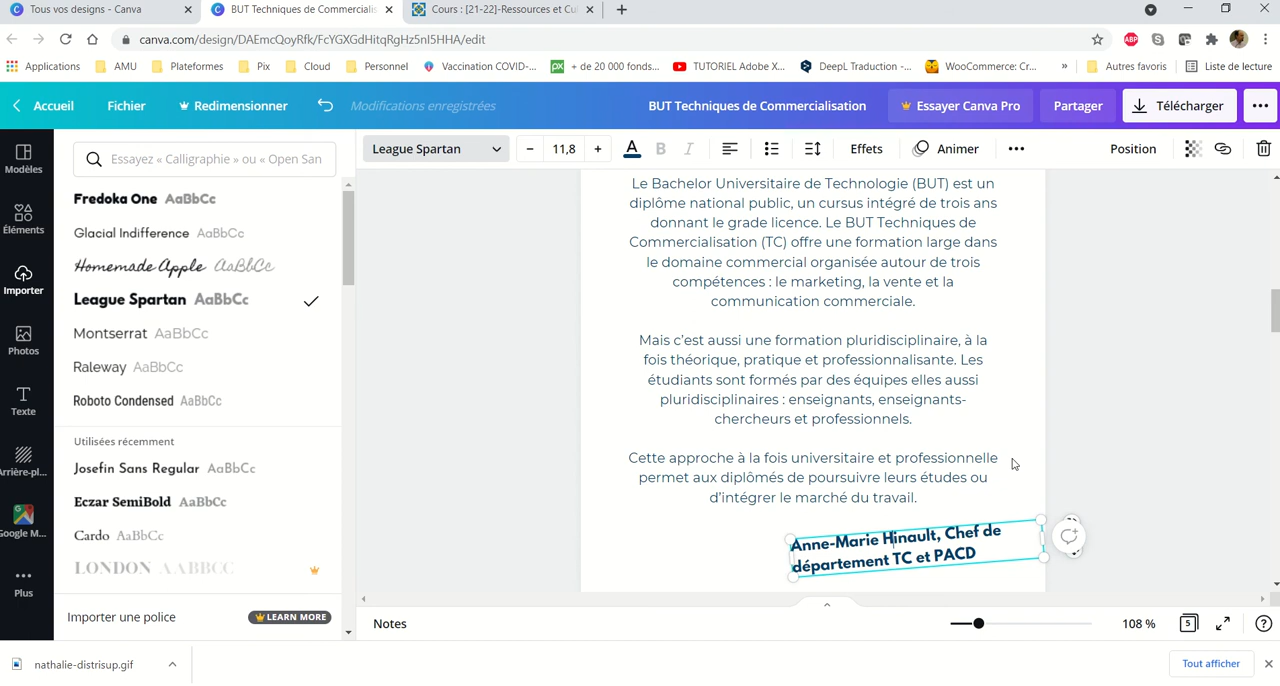 Tous vos designs - Canva
BUT Techniques de Commercialis
Cours : [21-22]-Ressources et Cul
canva.com/design/DAEmcQoyRfk/FcYGXGdHitqRgHz5nI5HHA/edit
ABP
Applications
AMU
Plateformes
Pix
Cloud
Personnel
Vaccination COVID-...
+ de 20 000 fonds...
TUTORIEL Adobe X...
DeepL Traduction -...
WooCommerce: Cr...
»
Autres favoris
Liste de lecture
Accueil
Fichier
Redimensionner
Modifications enregistrées
BUT Techniques de Commercialisation
Essayer Canva Pro
Partager
Télécharger
Modèles
Éléments
Importer
Photos
Texte
Arrière-pl...
Google M...
Plus
Essayez « Calligraphie » ou « Open San
Fredoka One AaBbCc
Glacial Indifference AaBbCc
Homemade Apple AaBbCc
League Spartan AaBbCc
Montserrat AaBbCc
Raleway AaBbCc
Roboto Condensed AaBbCc
Utilisées récemment
Josefin Sans Regular AaBbCc
Eczar SemiBold AaBbCc
Cardo AaBbCc
LONDON AABBCC
Importer une police
LEARN MORE
League Spartan
– 11,8 +
A
B
I
Effets
Animer
Position
Le Bachelor Universitaire de Technologie (BUT) est un
diplôme national public, un cursus intégré de trois ans
donnant le grade licence. Le BUT Techniques de
Commercialisation (TC) offre une formation large dans
le domaine commercial organisée autour de trois
compétences : le marketing, la vente et la
communication commerciale.
Mais c'est aussi une formation pluridisciplinaire, à la
fois théorique, pratique et professionnalisante. Les
étudiants sont formés par des équipes elles aussi
pluridisciplinaires : enseignants, enseignants-
chercheurs et professionnels.
Cette approche à la fois universitaire et professionnelle
permet aux diplômés de poursuivre leurs études ou
d'intégrer le marché du travail.
Anne-Marie Hinault, Chef de
département TC et PACD
Notes
108 %
5
nathalie-distrisup.gif
Tout afficher